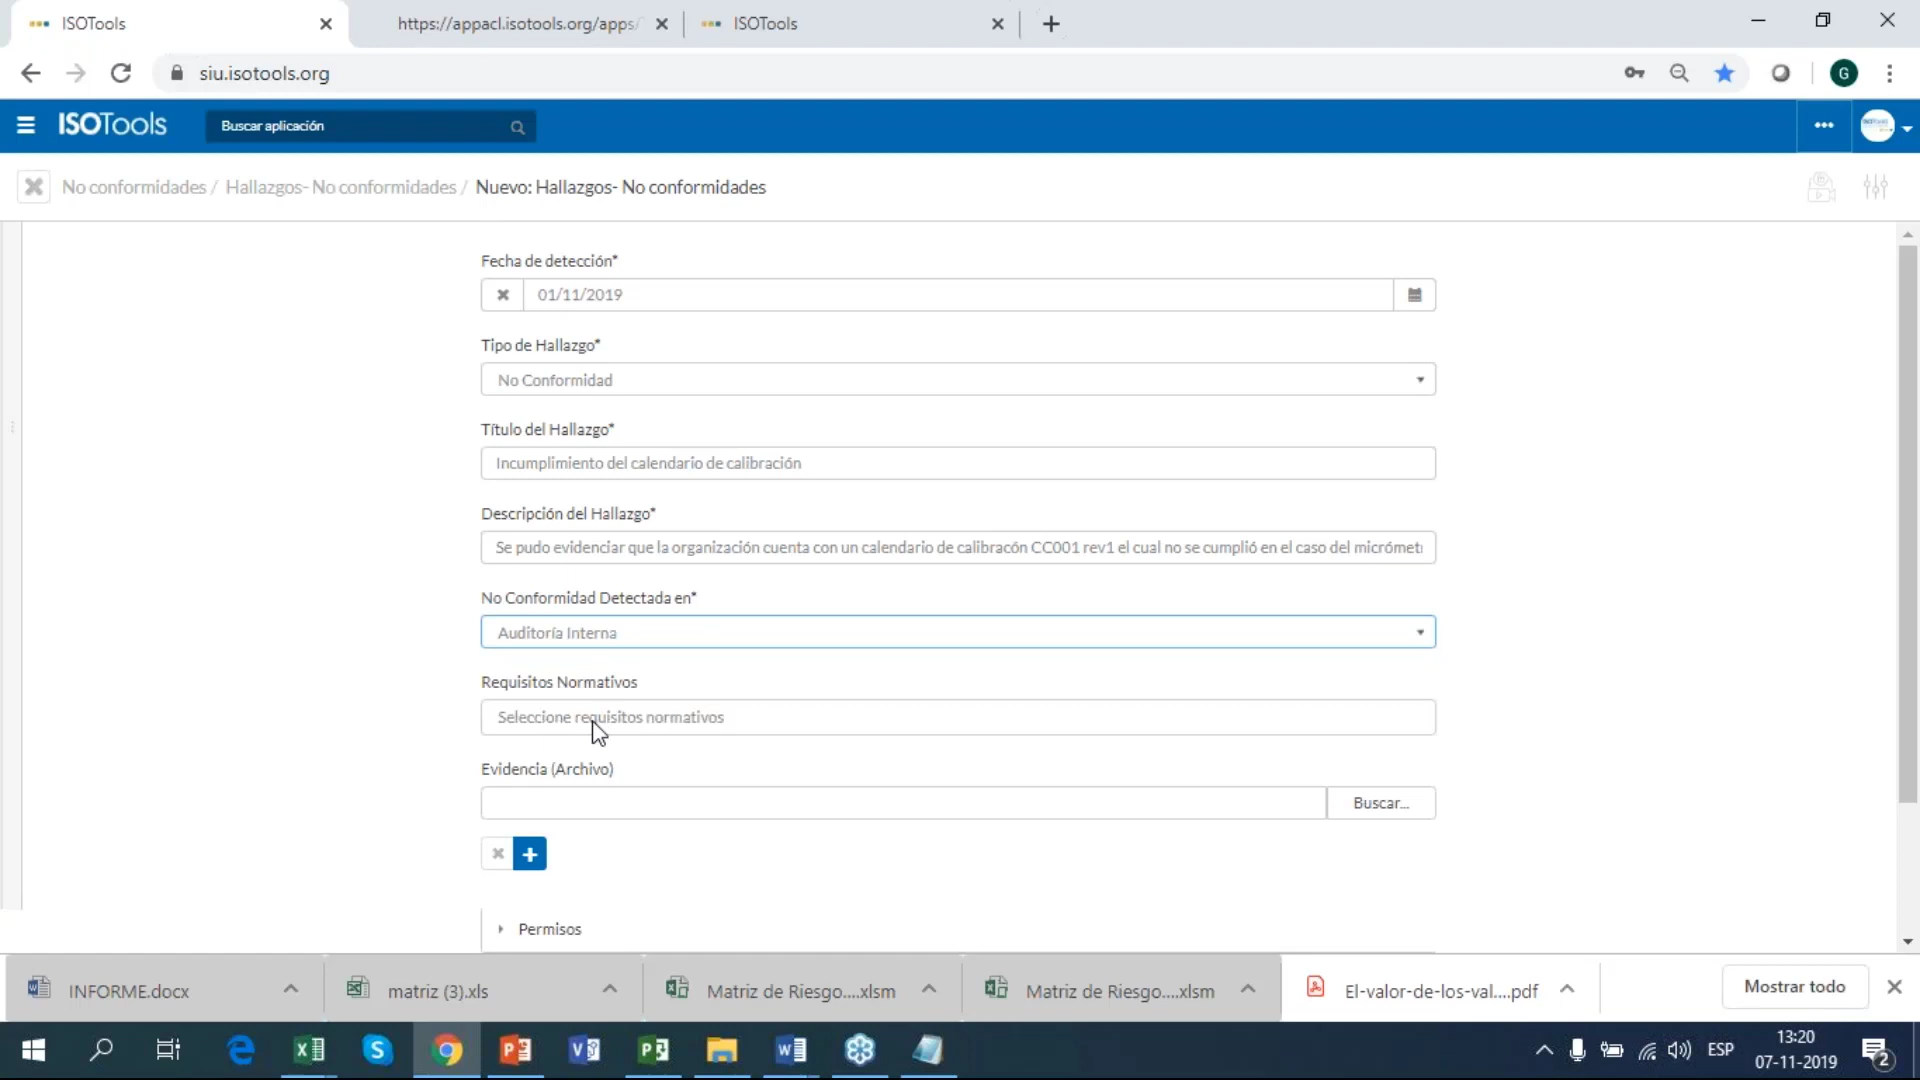 ISOTools
https://appacl.isotools.org/apps/
ISOTools
siu.isotools.org
G
ISOTools
Buscar aplicación
No conformidades / Hallazgos- No conformidades / Nuevo: Hallazgos- No conformidades
Fecha de detección*
01/11/2019
Tipo de Hallazgo*
No Conformidad
Título del Hallazgo*
Incumplimiento del calendario de calibración
Descripción del Hallazgo*
Se pudo evidenciar que la organización cuenta con un calendario de calibracón CC001 rev1 el cual no se cumplió en el caso del micrómet
No Conformidad Detectada en*
Auditoría Interna
Requisitos Normativos
Seleccione requisitos normativos
Evidencia (Archivo)
Buscar...
Permisos
INFORME.docx
matriz (3).xls
Matriz de Riesgo....xlsm
Matriz de Riesgo....xlsm
El-valor-de-los-val....pdf
Mostrar todo
ESP
13:20
07-11-2019
2